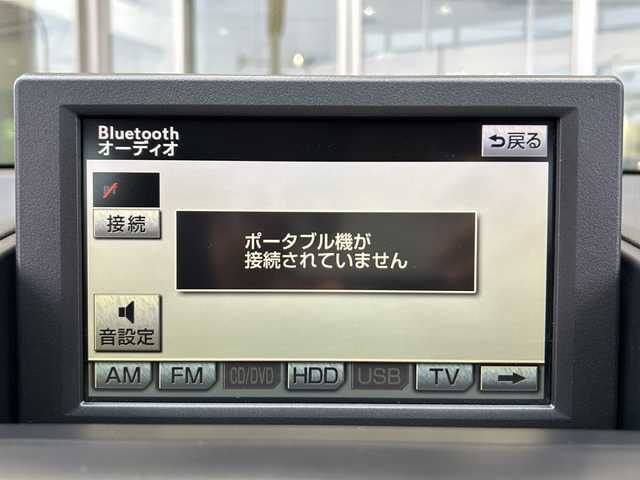 Bluetooth
オーディオ
戻る
接続
ポータブル機が
接続されていません
音設定
AM FM CD/DVD HDD USB TV